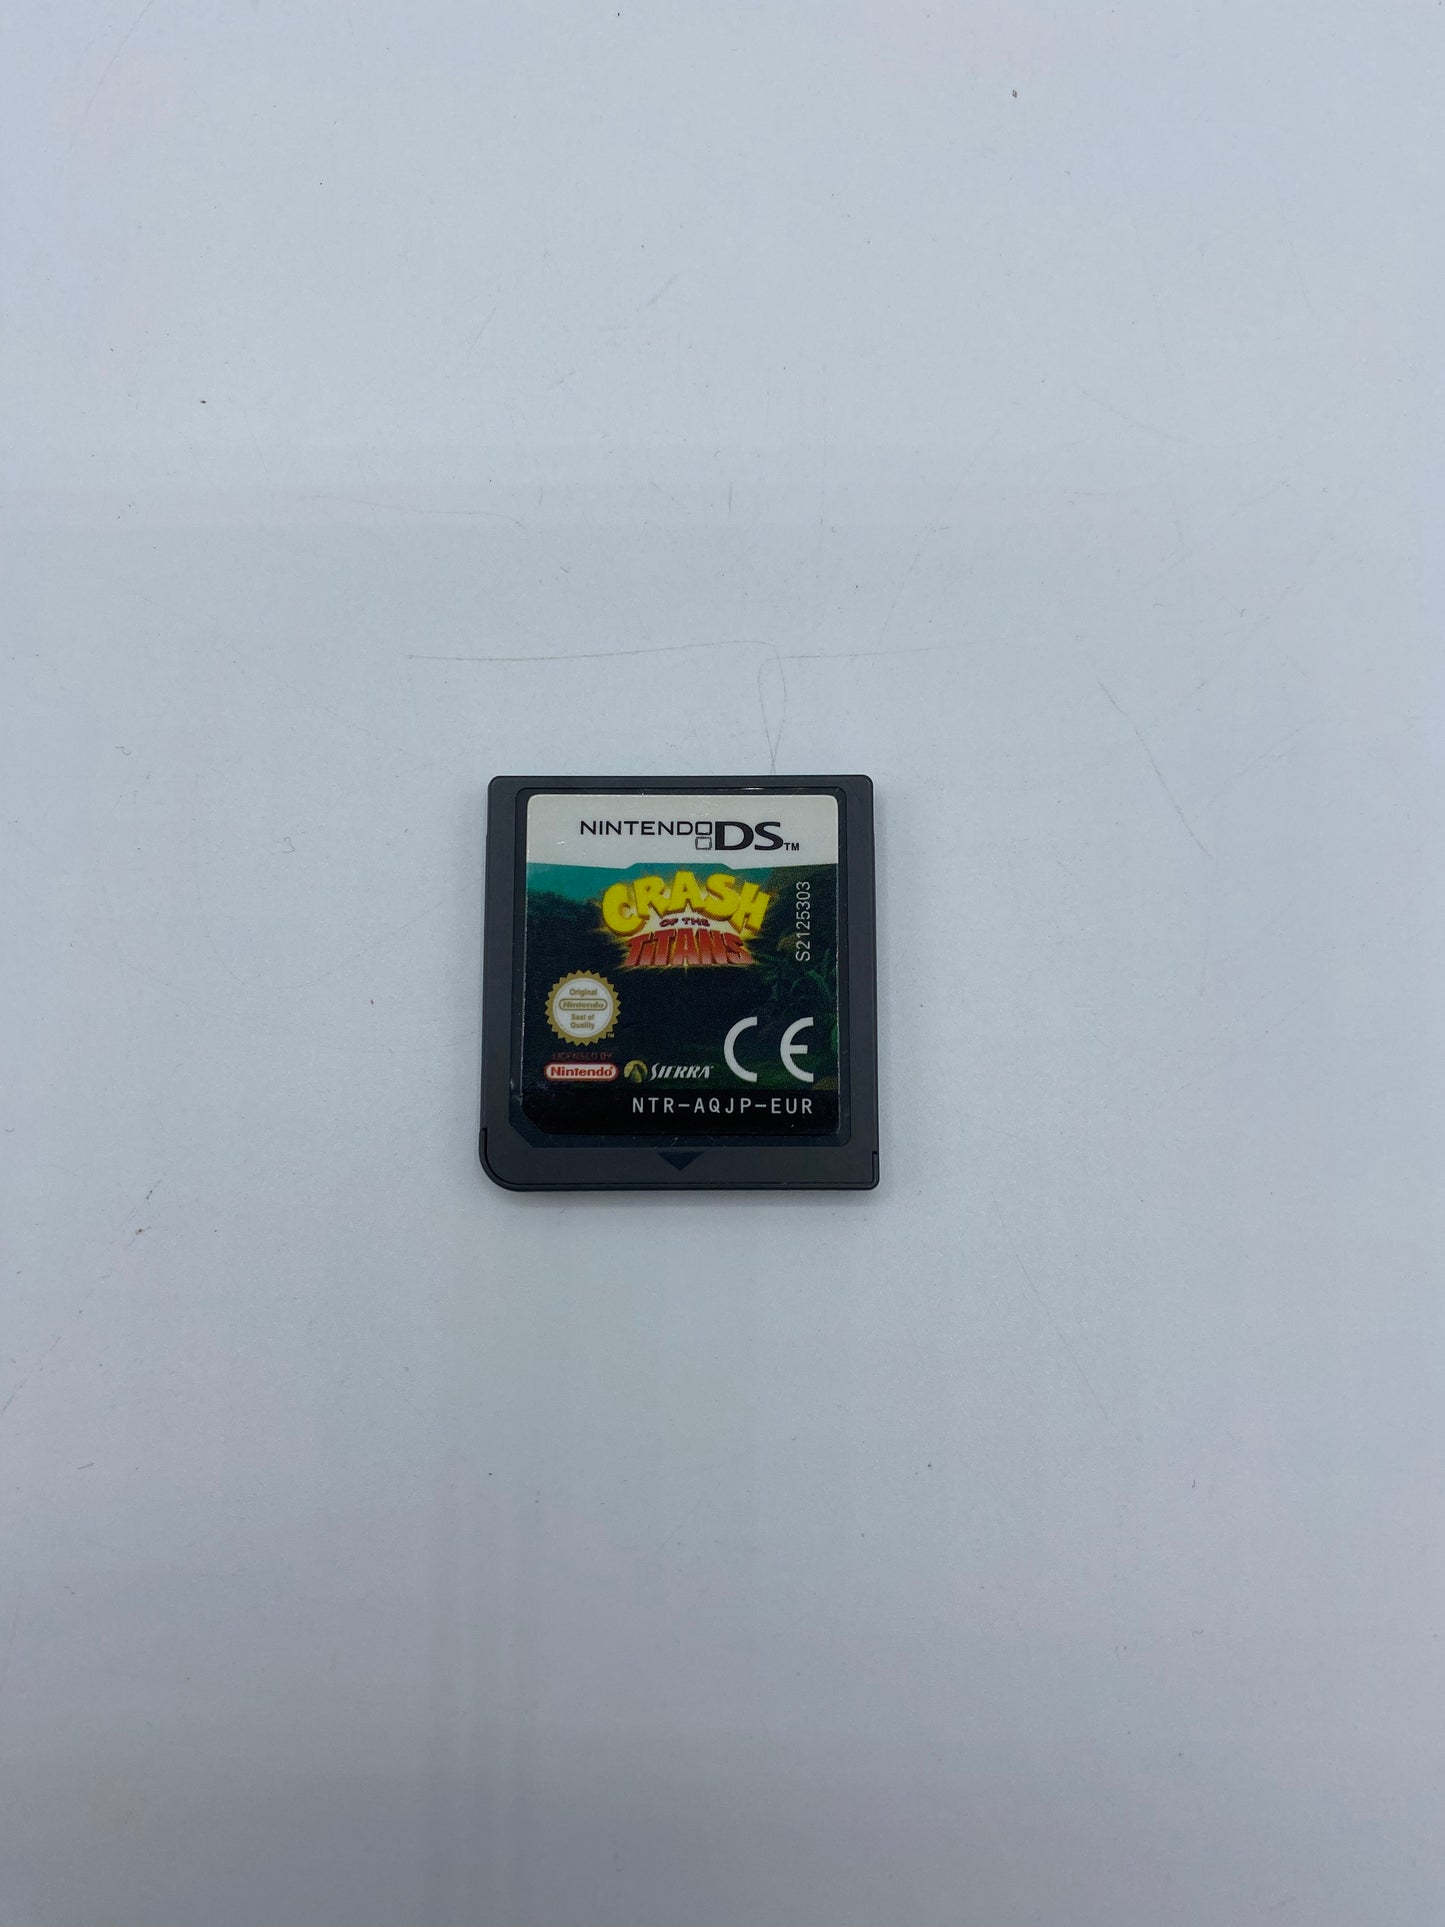 NINTENDO DS™
CRASH
OF THE
TITANS
S2125303
Original
Nintendo
Seal of
Quality
TM
LICENSED BY
Nintendo
SIERRA
CE
NTR-AQJP-EUR